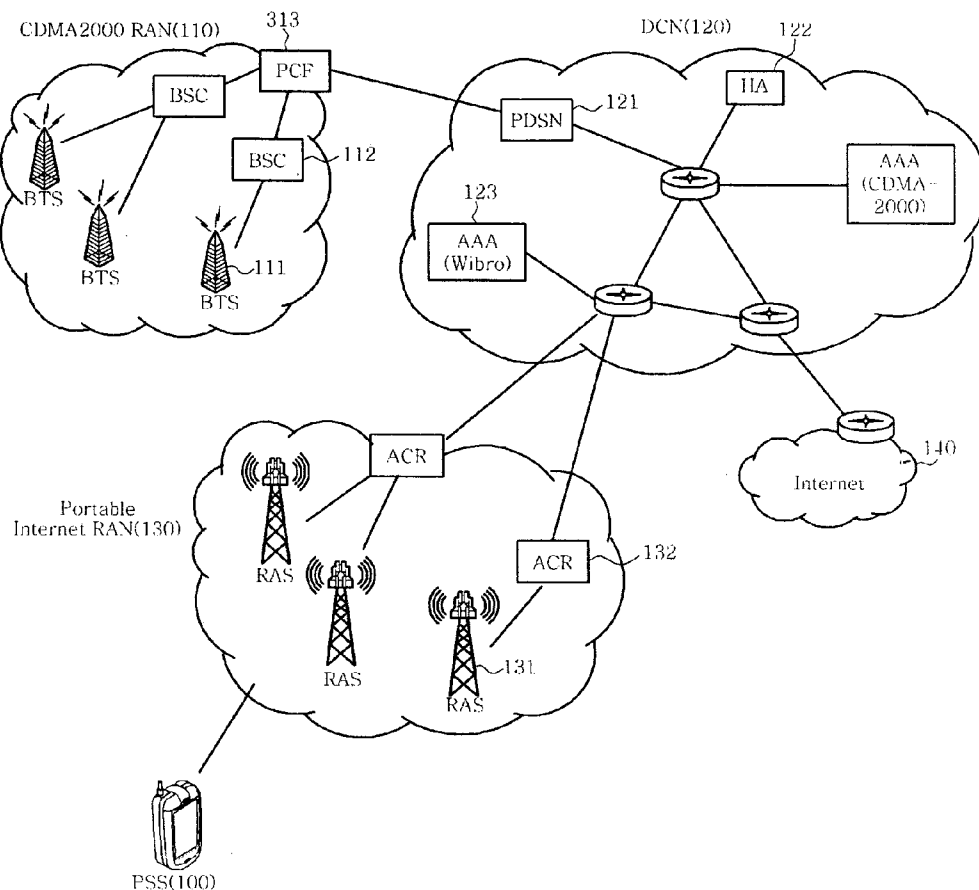 CDMA2000 RAN(110)
313
PCF
BSC
BSC
112
BTS
BTS
BTS
111
DCN(120)
122
HA
PDSN
121
AAA
(CDMA-
2000)
123
AAA
(Wibro)
Internet
140
Portable
Internet RAN(130)
ACR
ACR
132
RAS
RAS
RAS
131
PSS(100)